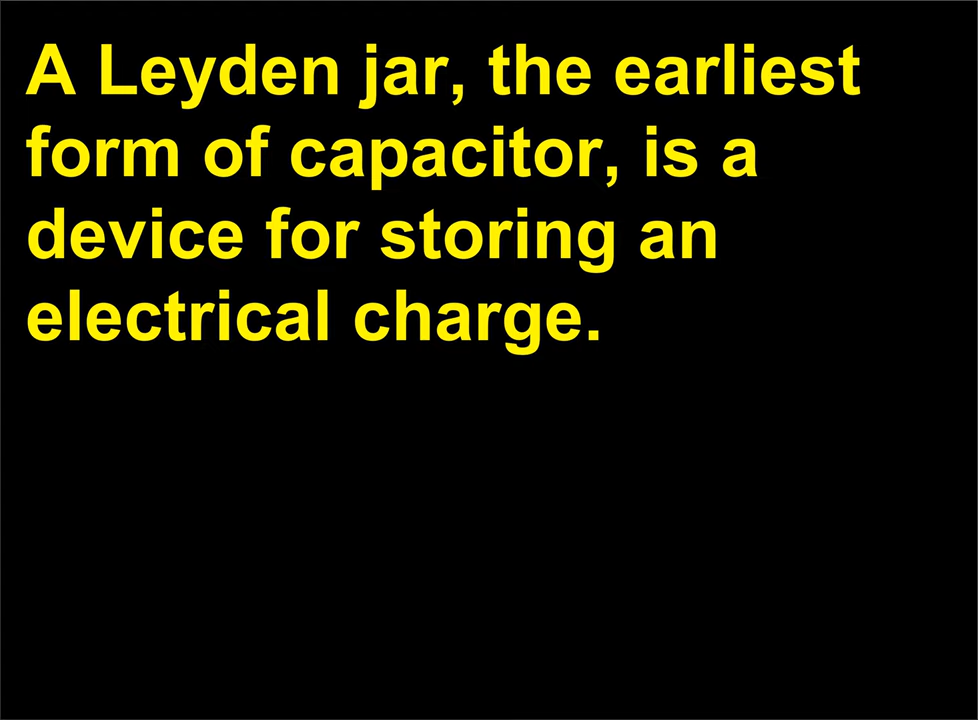 A Leyden jar, the earliest
form of capacitor, is a
device for storing an
electrical charge.